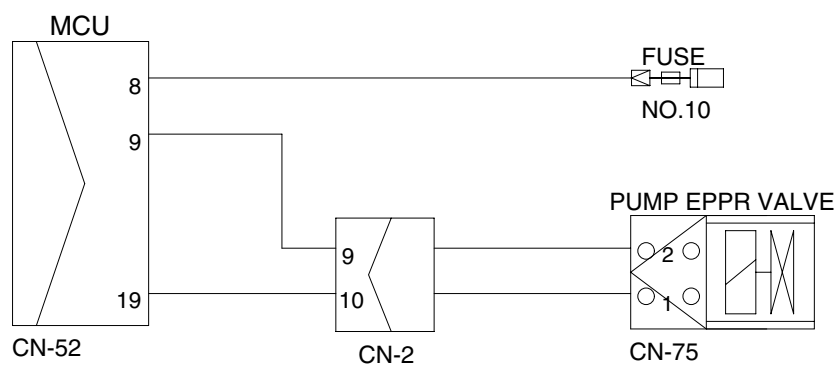 MCU
8
FUSE
NO.10
9
PUMP EPPR VALVE
9
2
19
10
1
CN-52
CN-2
CN-75